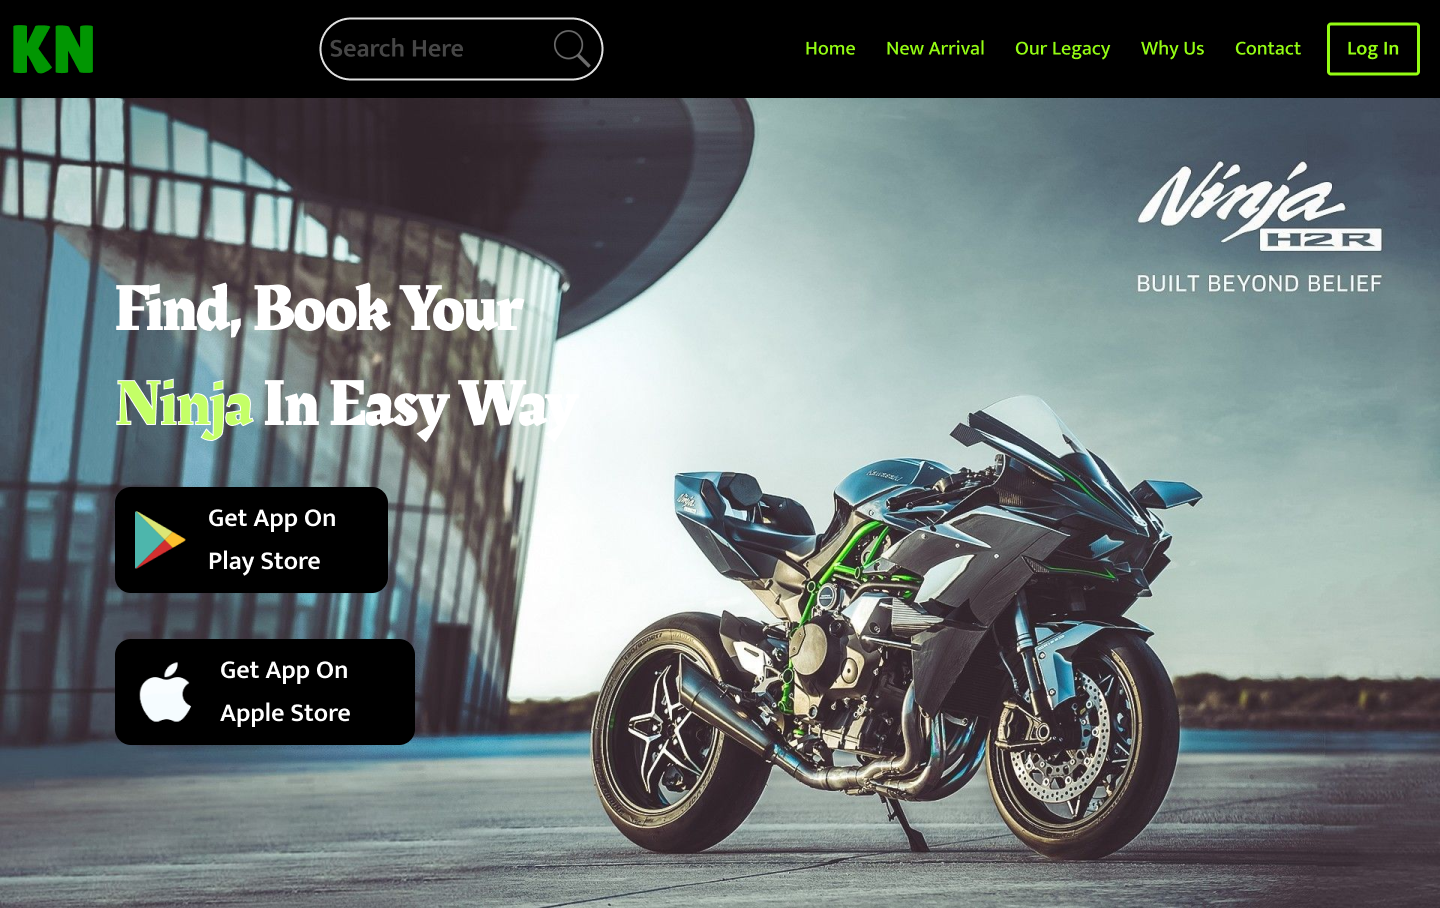 KN
Search Here
Home New Arrival Our Legacy Why Us Contact Log In
Ninja
H2R
BUILT BEYOND BELIEF
Find, Book Your
Ninja In Easy Way
Get App On
Play Store
Get App On
Apple Store